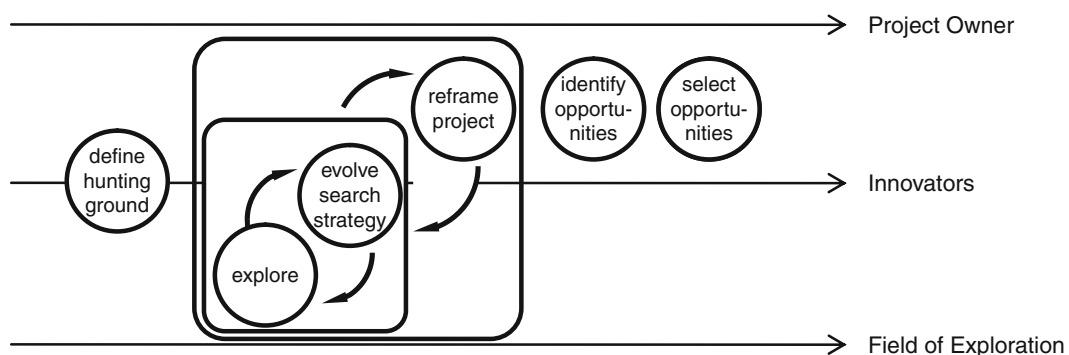 Project Owner
reframe
project
identify
opportu-
nities
select
opportu-
nities
define
hunting
ground
evolve
search
strategy
Innovators
explore
Field of Exploration